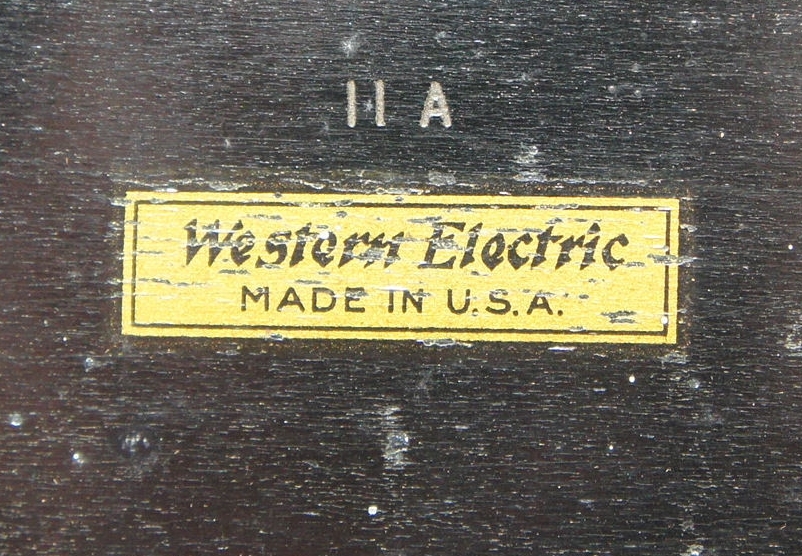 11 A
Western Electric
MADE IN U.S.A.